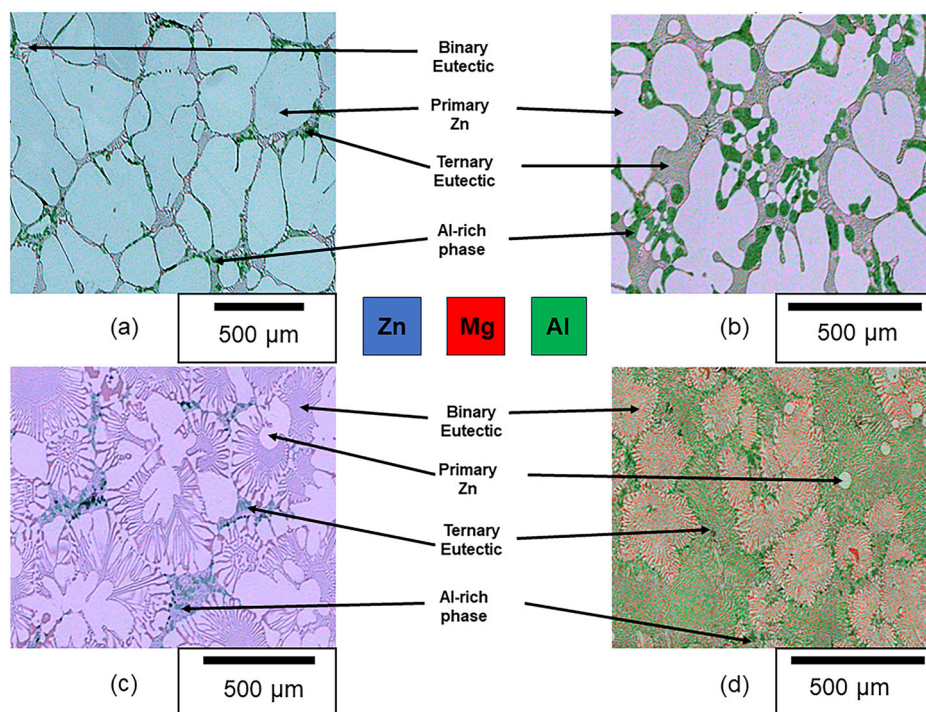 Binary
Eutectic
Primary
Zn
Ternary
Eutectic
Al-rich
phase
(a)
500 µm
Zn
Mg
Al
(b)
500 µm
Binary
Eutectic
Primary
Zn
Ternary
Eutectic
Al-rich
phase
(c)
500 µm
(d)
500 µm